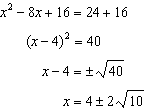 x² − 8x + 16 = 24 + 16
(x − 4)² = 40
x − 4 = ±√40
x = 4 ± 2√10